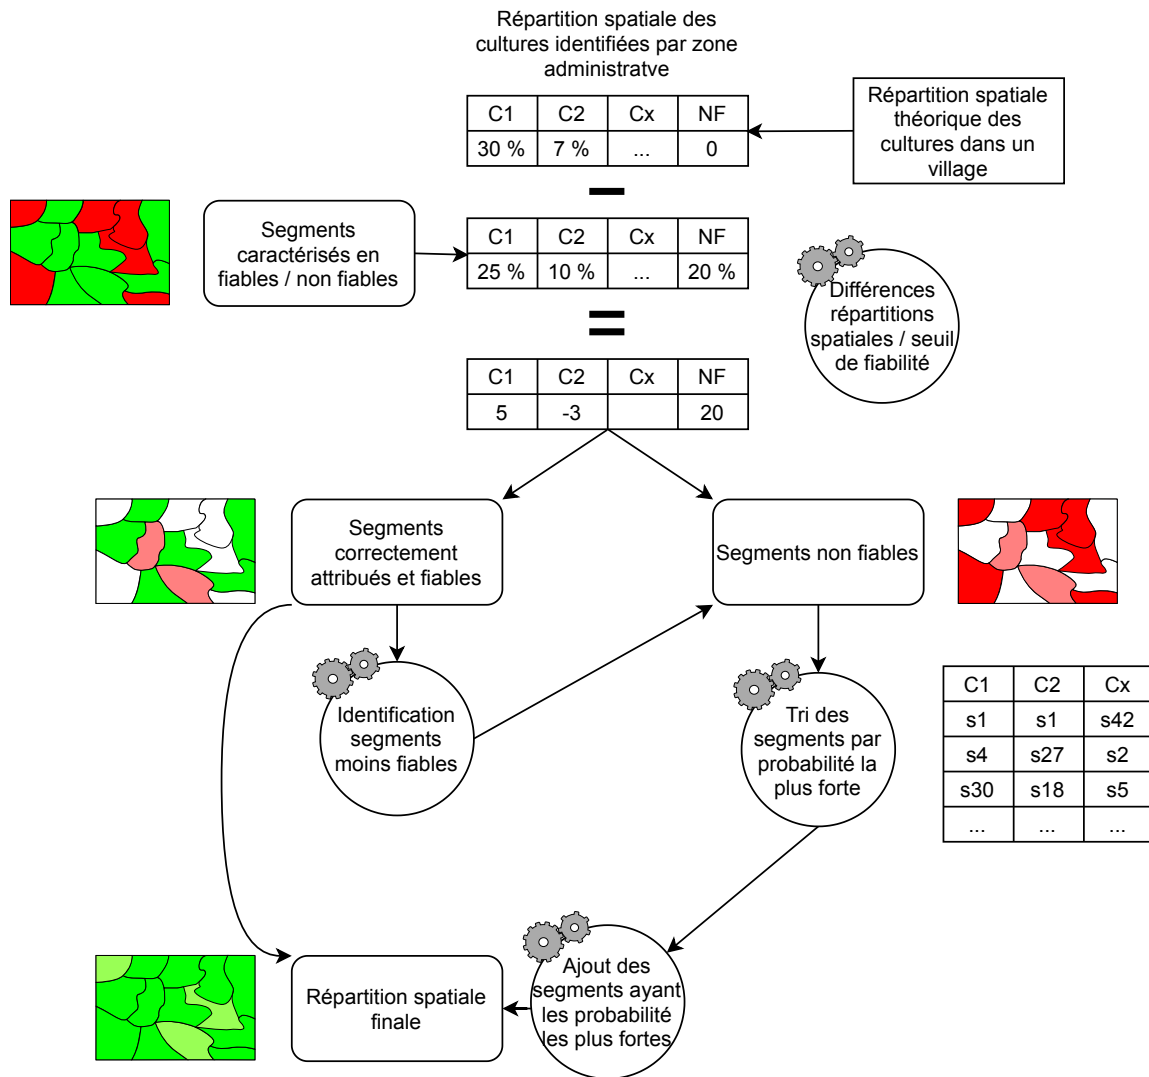 Répartition spatiale des
cultures identifiées par zone
administratve
C1 C2 Cx NF
30 % 7 % ... 0
Répartition spatiale
théorique des
cultures dans un
village
Segments
caractérisés en
fiables / non fiables
C1 C2 Cx NF
25 % 10 % ... 20 %
Différences
répartitions
spatiales / seuil
de fiabilité
C1 C2 Cx NF
5 -3 20
Segments
correctement
attribués et fiables
Segments non fiables
Identification
segments
moins fiables
Tri des
segments par
probabilité la
plus forte
C1 C2 Cx
s1 s1 s42
s4 s27 s2
s30 s18 s5
... ... ...
Répartition spatiale
finale
Ajout des
segments ayant
les probabilité
les plus fortes